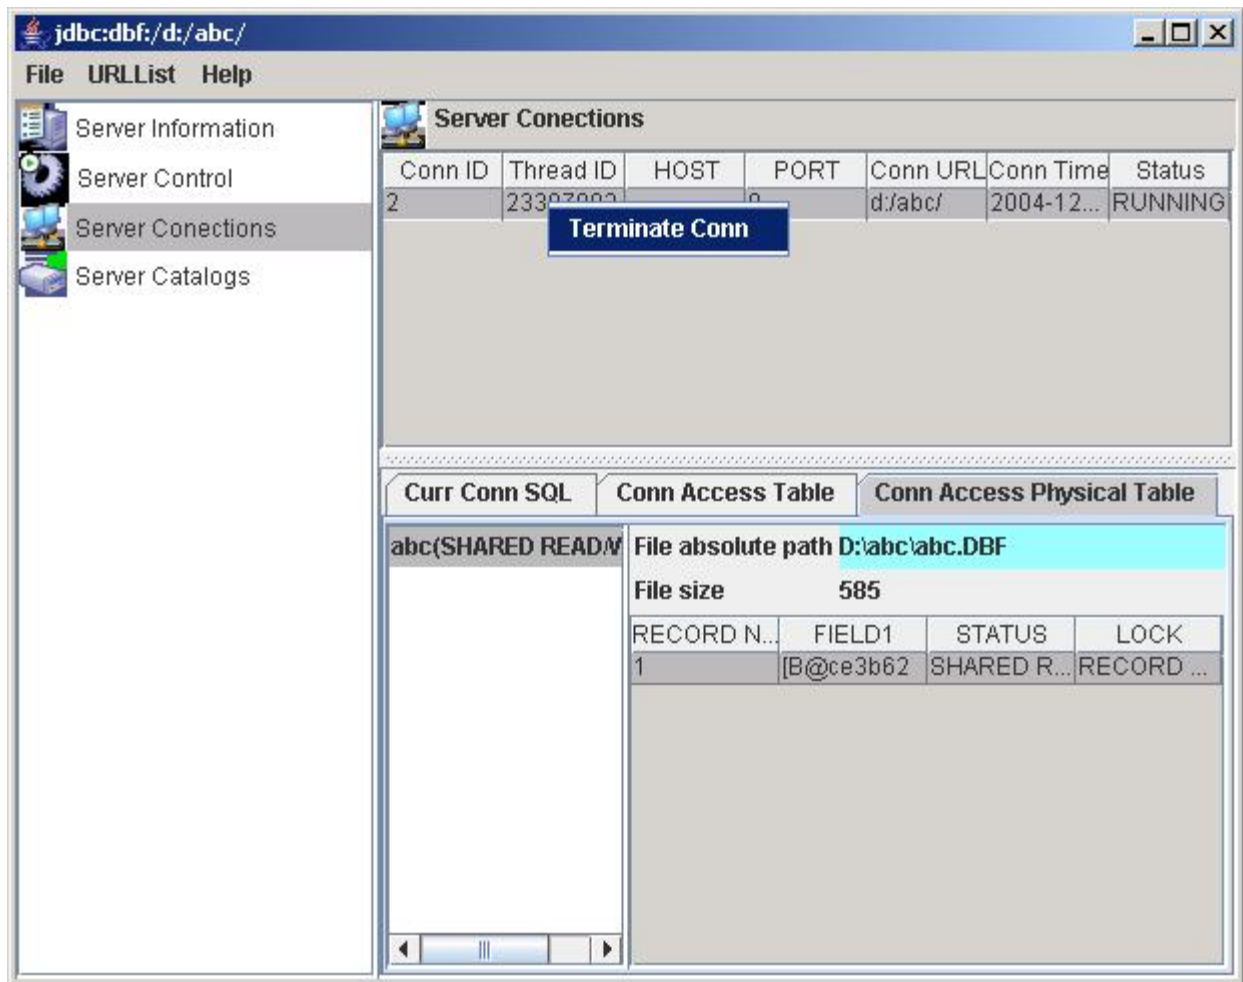 jdbc:dbf:/d:/abc/
File URLList Help
Server Information
Server Control
Server Conections
Server Catalogs
Server Conections
Conn ID Thread ID HOST PORT Conn URL Conn Time Status
2 d:/abc/ 2004-12... RUNNING
Terminate Conn
Curr Conn SQL Conn Access Table Conn Access Physical Table
abc(SHARED READ/
File absolute path D:\abc\abc.DBF
File size 585
RECORD N... FIELD1 STATUS LOCK
1 [B@ce3b62 SHARED R... RECORD ...